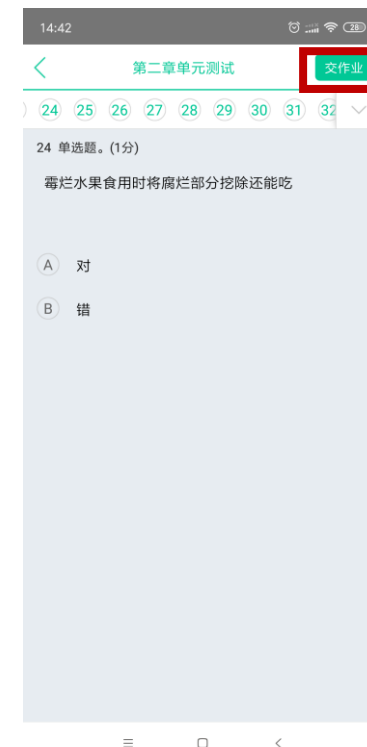 14:42 28
第二章单元测试 交作业
24 25 26 27 28 29 30 31 32
24 单选题。(1分)
霉烂水果食用时将腐烂部分挖除还能吃
A 对
B 错